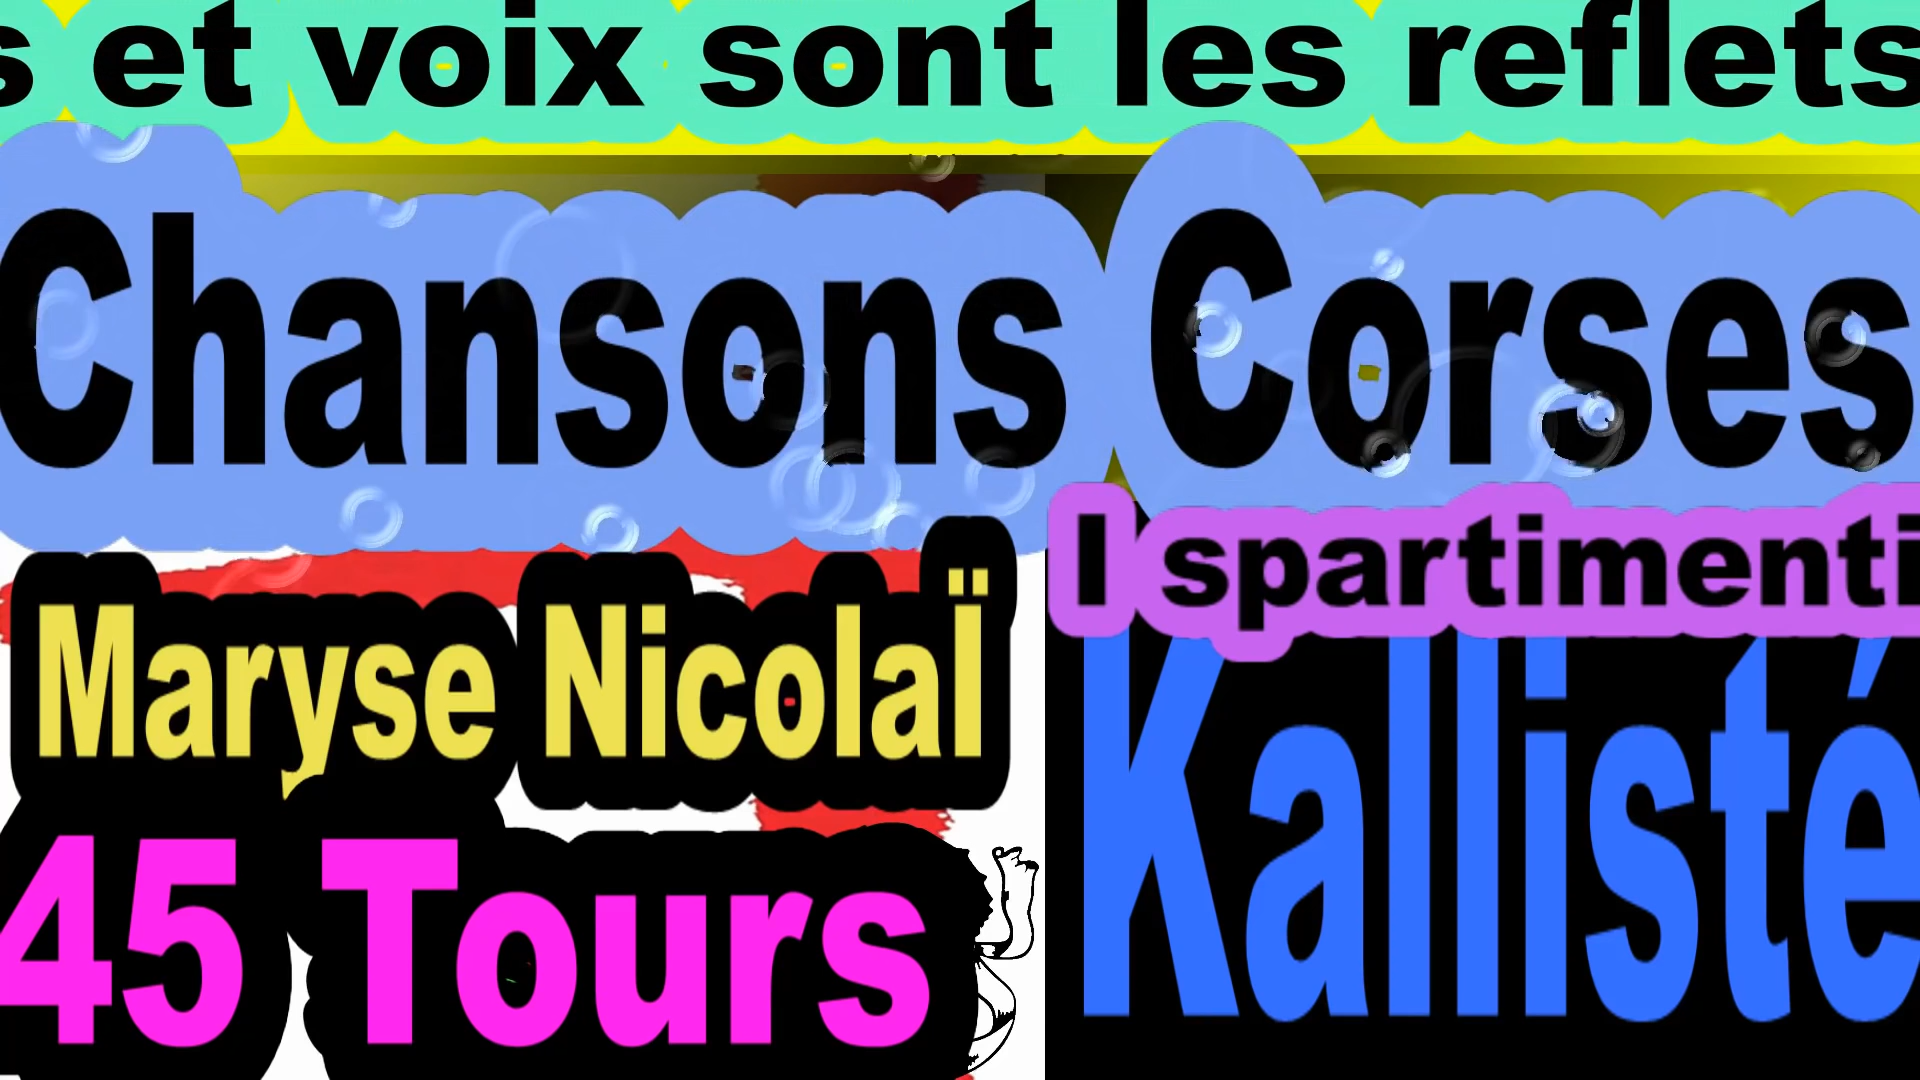 s et voix sont les reflets
Chansons Corses
I spartimenti
Maryse NicolaÏ
Kallisté
45 Tours